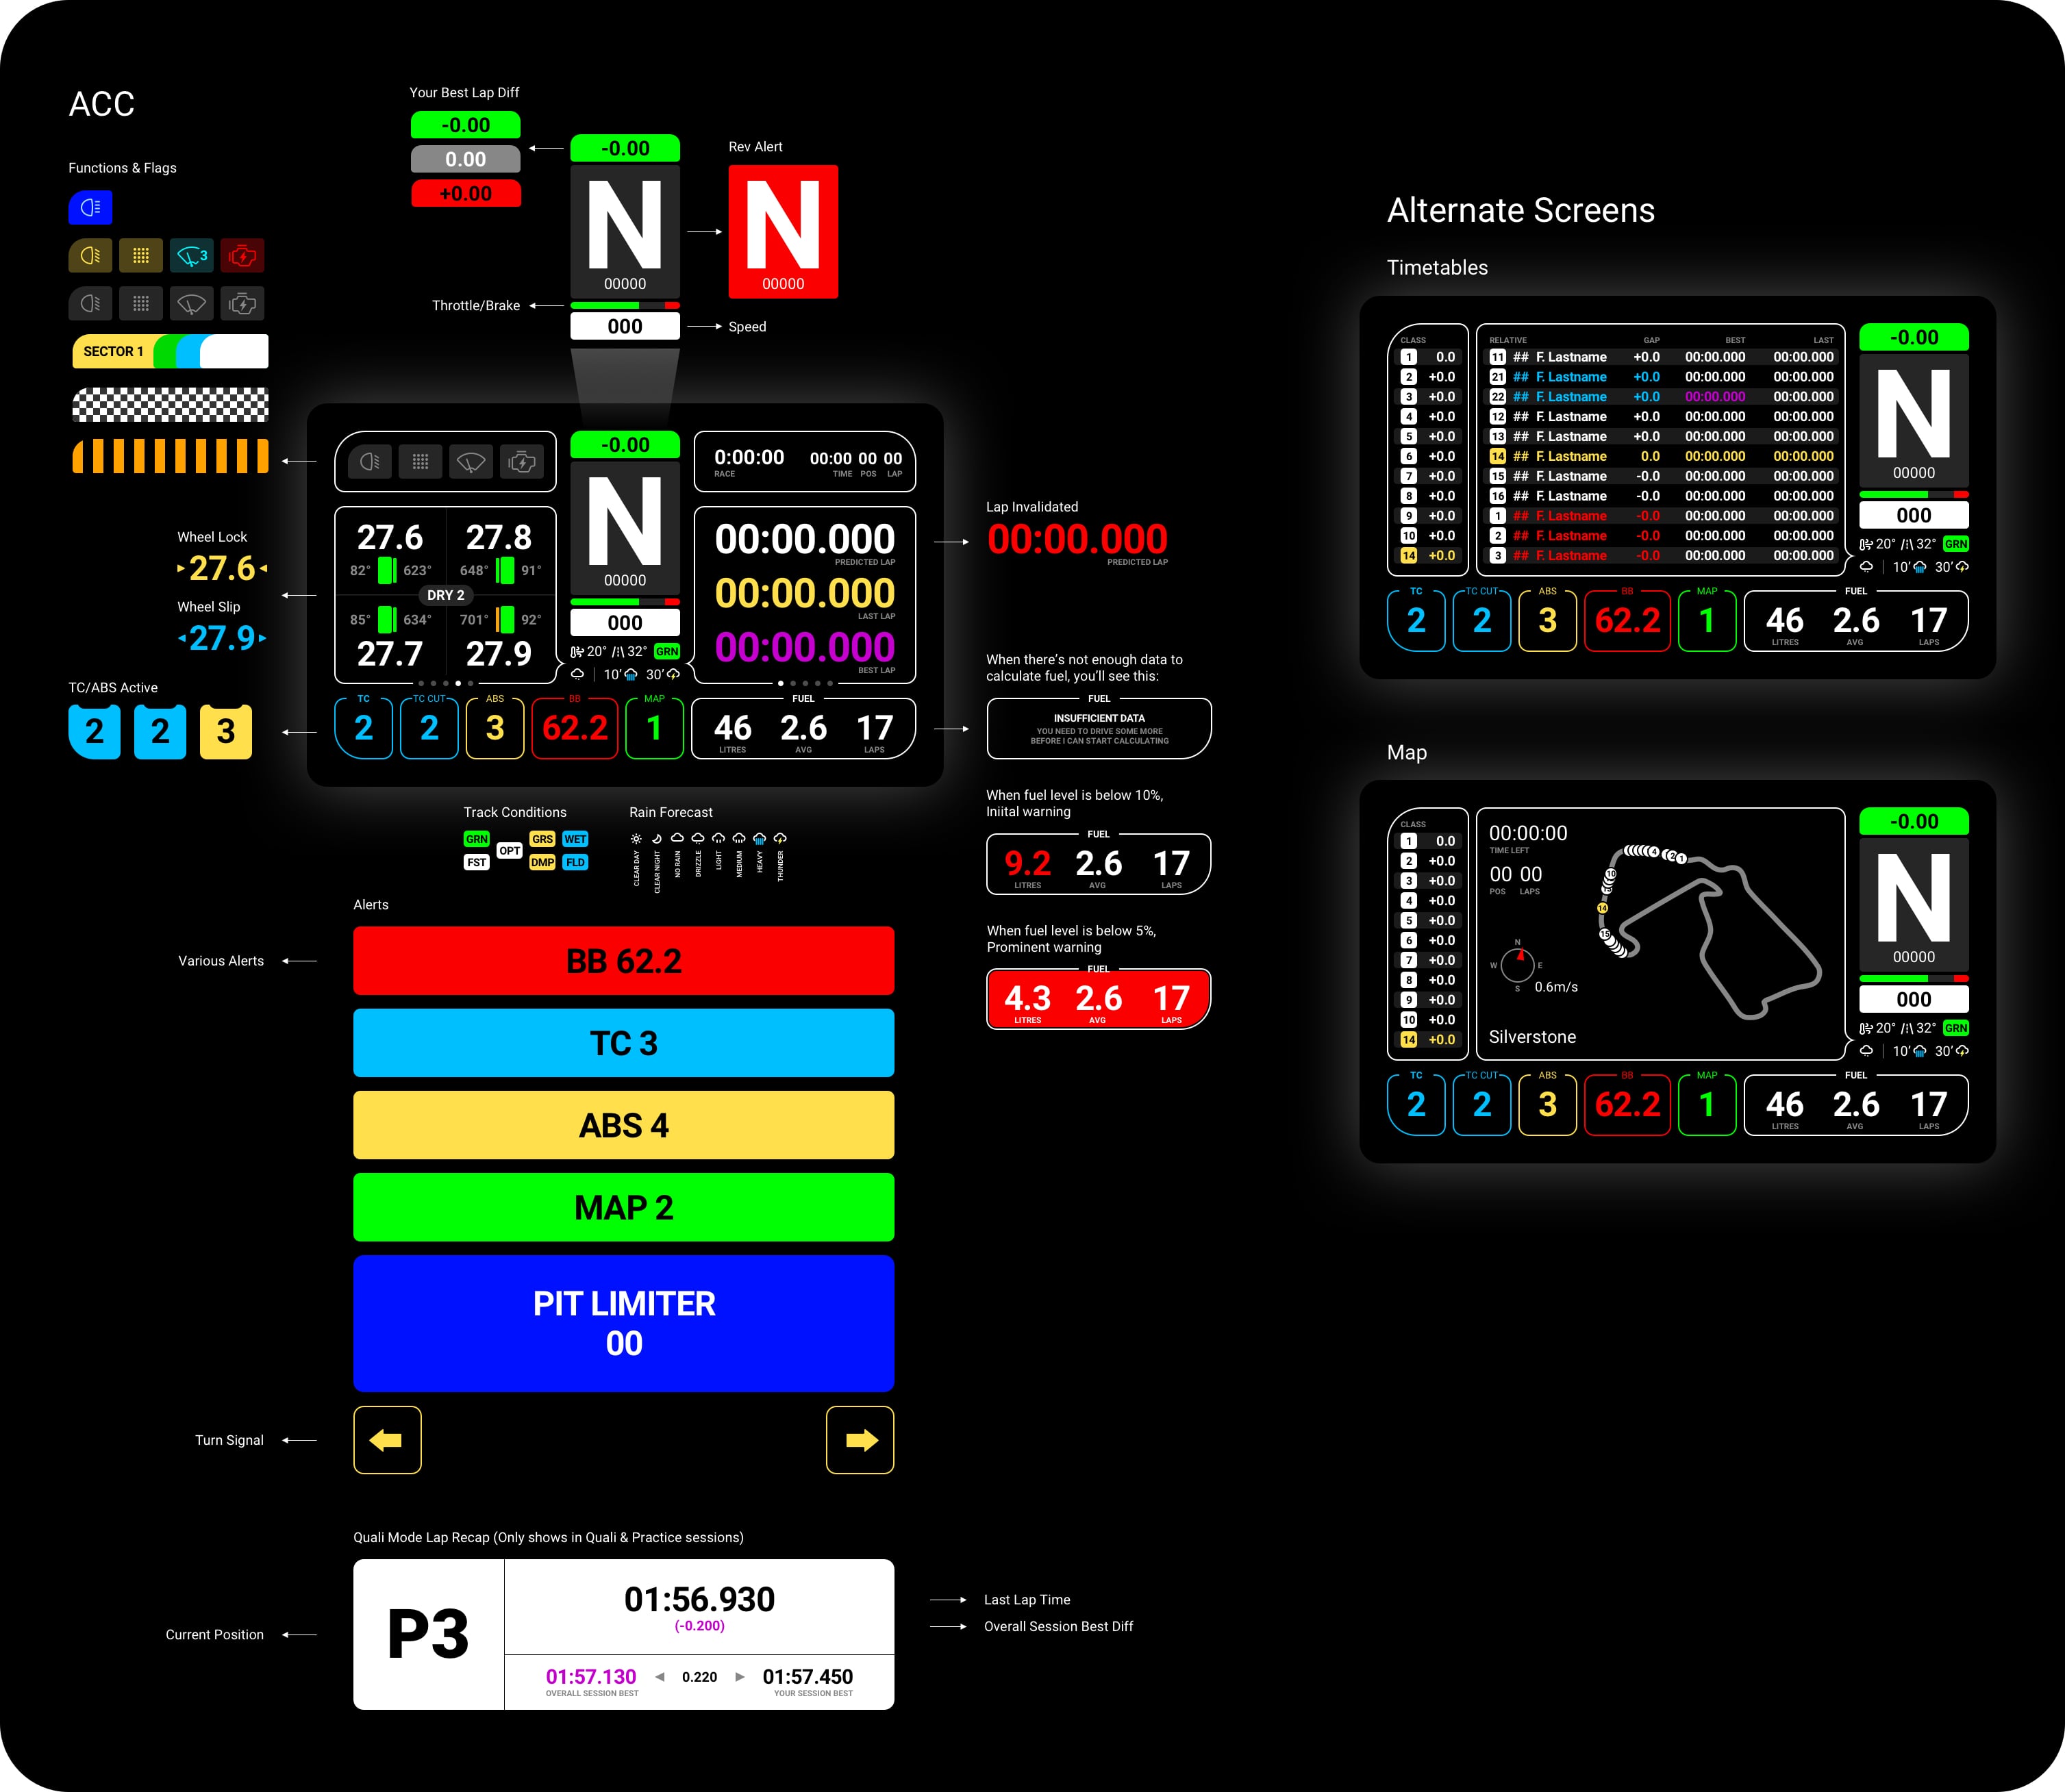 ACC
Functions & Flags
3
SECTOR 1
Your Best Lap Diff
-0.00
0.00
+0.00
-0.00
N
00000
000
Throttle/Brake
Rev Alert
N
00000
Speed
-0.00
N
00000
000
20° 32° GRN
10' 30'
0:00:00 00:00 00 00
RACE TIME POS LAP
27.6 27.8
82° 623° 648° 91°
DRY 2
85° 634° 701° 92°
27.7 27.9
00:00.000
PREDICTED LAP
00:00.000
LAST LAP
00:00.000
BEST LAP
TC TC CUT ABS BB MAP FUEL
2 2 3 62.2 1 46 2.6 17
LITRES AVG LAPS
Wheel Lock
27.6
Wheel Slip
27.9
TC/ABS Active
2 2 3
Lap Invalidated
00:00.000
PREDICTED LAP
When there's not enough data to
calculate fuel, you'll see this:
FUEL
INSUFFICIENT DATA
YOU NEED TO DRIVE SOME MORE
BEFORE I CAN START CALCULATING
When fuel level is below 10%,
Iniital warning
FUEL
9.2 2.6 17
LITRES AVG LAPS
When fuel level is below 5%,
Prominent warning
FUEL
4.3 2.6 17
LITRES AVG LAPS
Track Conditions
GRN OPT GRS WET
FST DMP FLD
Rain Forecast
CLEAR DAY
CLEAR NIGHT
NO RAIN
DRIZZLE
LIGHT
MEDIUM
HEAVY
THUNDER
Alerts
Various Alerts
BB 62.2
TC 3
ABS 4
MAP 2
PIT LIMITER
00
Turn Signal
Quali Mode Lap Recap (Only shows in Quali & Practice sessions)
Current Position
P3
01:56.930
(-0.200)
01:57.130 0.220 01:57.450
OVERALL SESSION BEST YOUR SESSION BEST
Last Lap Time
Overall Session Best Diff
Alternate Screens
Timetables
CLASS
1 0.0
2 +0.0
3 +0.0
4 +0.0
5 +0.0
6 +0.0
7 +0.0
8 +0.0
9 +0.0
10 +0.0
14 +0.0
RELATIVE GAP BEST LAST
11 ## F. Lastname +0.0 00:00.000 00:00.000
21 ## F. Lastname +0.0 00:00.000 00:00.000
22 ## F. Lastname +0.0 00:00.000 00:00.000
12 ## F. Lastname +0.0 00:00.000 00:00.000
13 ## F. Lastname +0.0 00:00.000 00:00.000
14 ## F. Lastname 0.0 00:00.000 00:00.000
15 ## F. Lastname -0.0 00:00.000 00:00.000
16 ## F. Lastname -0.0 00:00.000 00:00.000
1 ## F. Lastname -0.0 00:00.000 00:00.000
2 ## F. Lastname -0.0 00:00.000 00:00.000
3 ## F. Lastname -0.0 00:00.000 00:00.000
-0.00
N
00000
000
20° 32° GRN
10' 30'
TC TC CUT ABS BB MAP FUEL
2 2 3 62.2 1 46 2.6 17
LITRES AVG LAPS
Map
CLASS
1 0.0
2 +0.0
3 +0.0
4 +0.0
5 +0.0
6 +0.0
7 +0.0
8 +0.0
9 +0.0
10 +0.0
14 +0.0
00:00:00
TIME LEFT
00 00
POS LAPS
4 2 1
10
14
15
N
W E
S
0.6m/s
Silverstone
-0.00
N
00000
000
20° 32° GRN
10' 30'
TC TC CUT ABS BB MAP FUEL
2 2 3 62.2 1 46 2.6 17
LITRES AVG LAPS